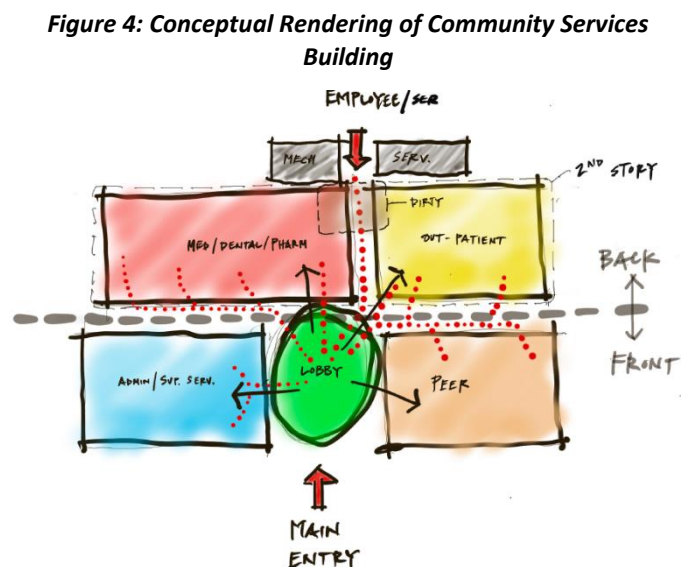 Figure 4: Conceptual Rendering of Community Services
Building
EMPLOYEE/SER
MECH
SERV.
2ND STORY
DIRTY
MED/DENTAL/PHARM
OUT-PATIENT
BACK
FRONT
LOBBY
ADMIN/SUP. SERV.
PEER
MAIN
ENTRY